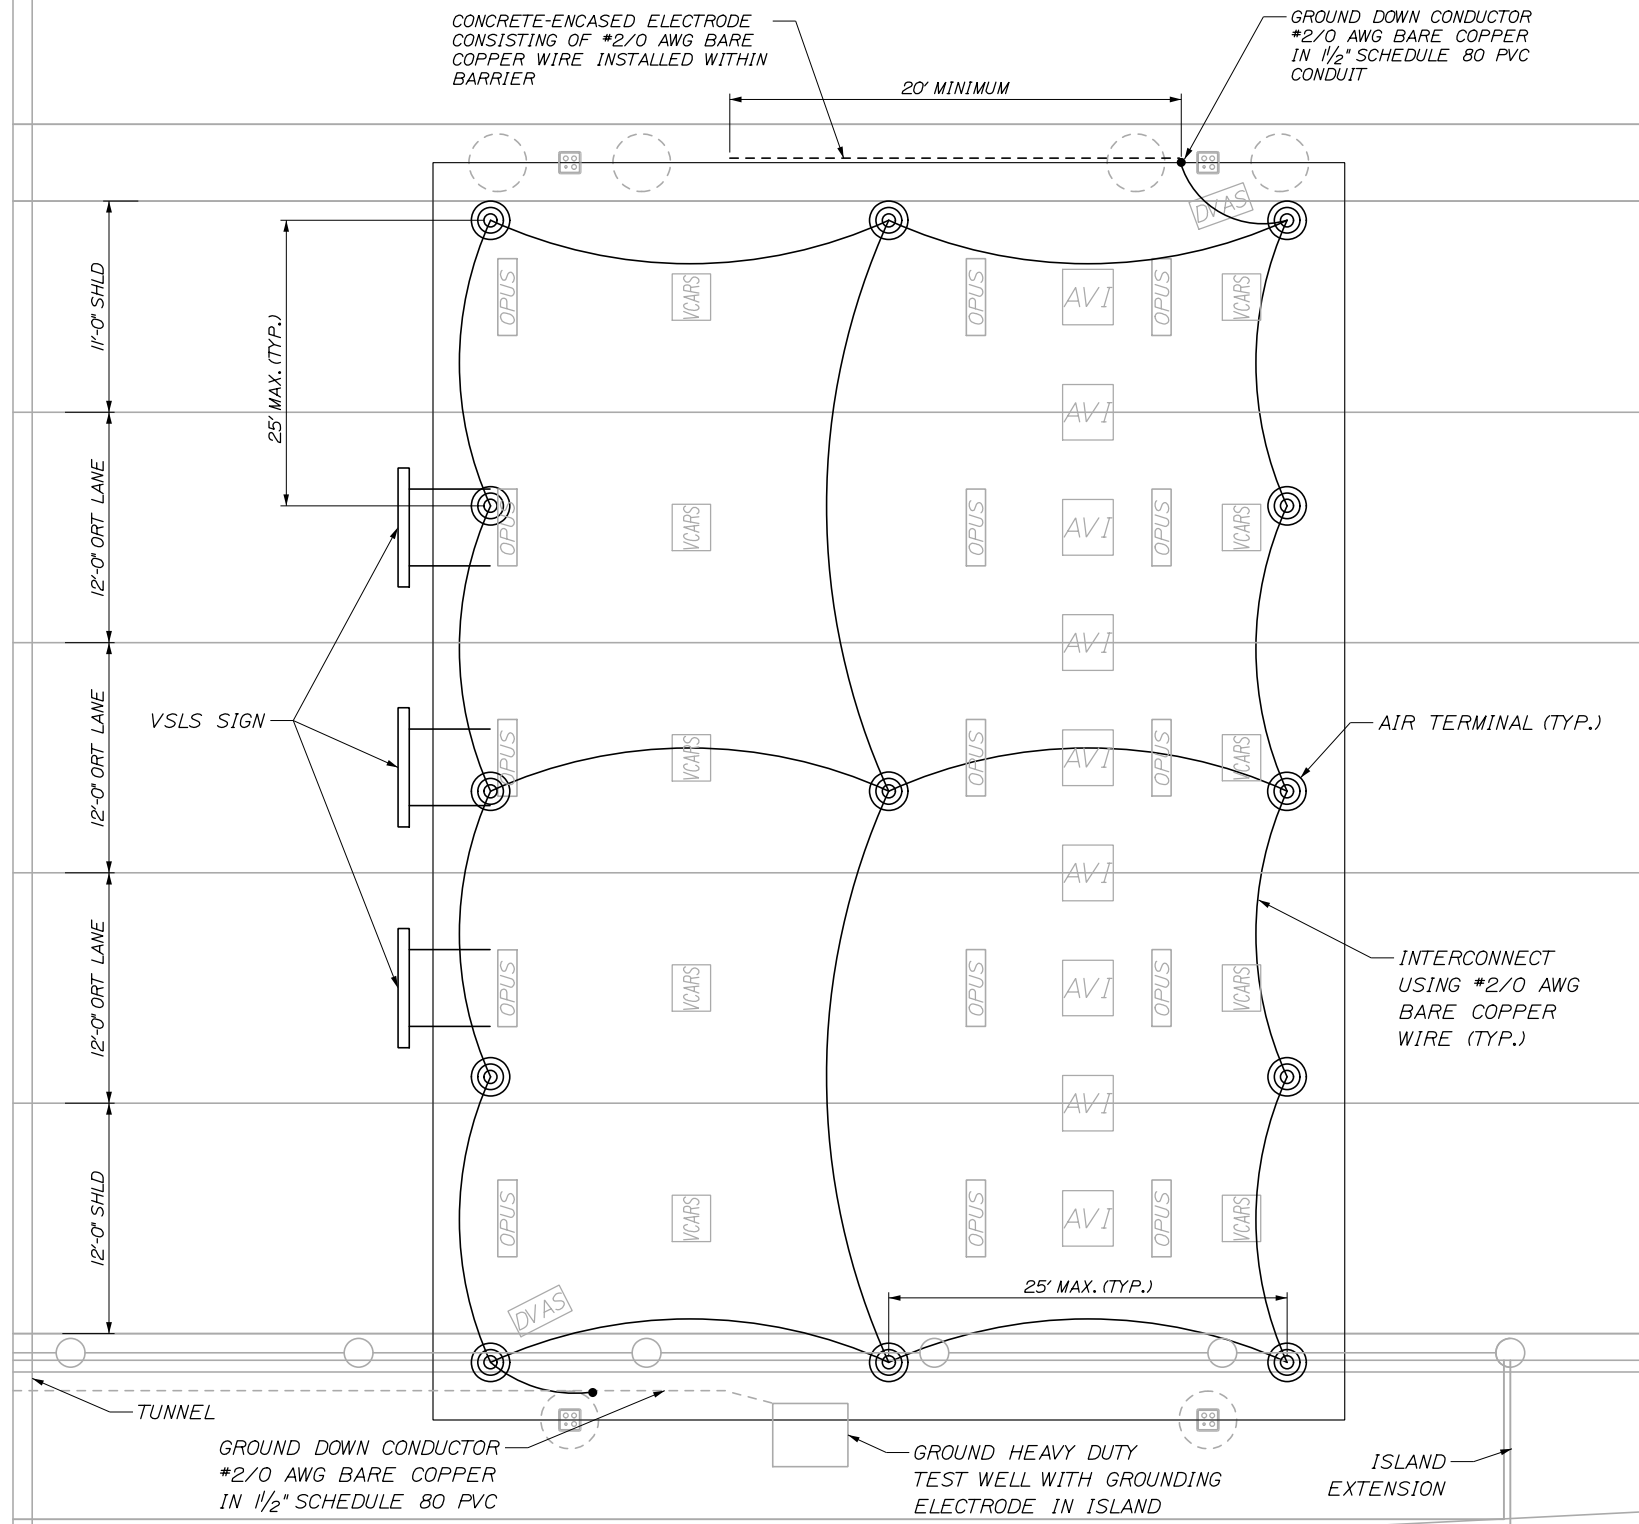 CONCRETE-ENCASED ELECTRODE
CONSISTING OF #2/0 AWG BARE
COPPER WIRE INSTALLED WITHIN
BARRIER
GROUND DOWN CONDUCTOR
#2/0 AWG BARE COPPER
IN 1½" SCHEDULE 80 PVC
CONDUIT
20' MINIMUM
DVAS
11'-0" SHLD
25' MAX. (TYP.)
OPUS
VCARS
OPUS
AVI
OPUS
VCARS
AVI
12'-0" ORT LANE
OPUS
VCARS
OPUS
AVI
OPUS
VCARS
AVI
VSLS SIGN
12'-0" ORT LANE
OPUS
VCARS
OPUS
AVI
OPUS
VCARS
AIR TERMINAL (TYP.)
AVI
12'-0" ORT LANE
OPUS
VCARS
OPUS
AVI
OPUS
VCARS
INTERCONNECT
USING #2/0 AWG
BARE COPPER
WIRE (TYP.)
AVI
12'-0" SHLD
OPUS
VCARS
OPUS
AVI
OPUS
VCARS
25' MAX. (TYP.)
DVAS
TUNNEL
GROUND DOWN CONDUCTOR
#2/0 AWG BARE COPPER
IN 1½" SCHEDULE 80 PVC
GROUND HEAVY DUTY
TEST WELL WITH GROUNDING
ELECTRODE IN ISLAND
ISLAND
EXTENSION